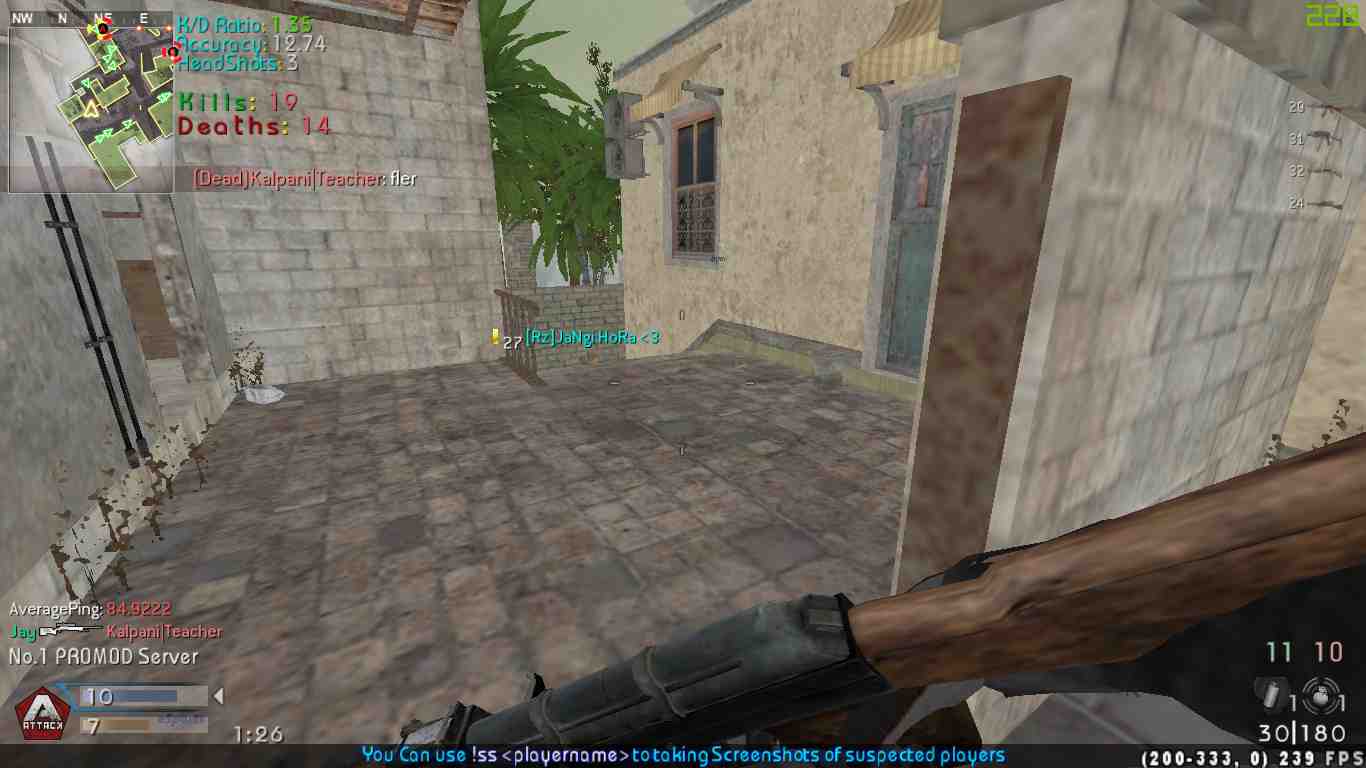 NW N NE E
K/D Ratio: 1.35
Accuracy: 12.74
HeadShots: 3
Kills: 19
Deaths: 14
[Dead]Kalpani|Teacher: fler
220
29
31
32
24
27 [Rz]JaNgi HoRa <3
AveragePing: 84.9222
Jay Kalpani|Teacher
No.1 PROMOD Server
ATTACK
10
7
1:26
11 10
1 1
30|180
You Can use !ss <playername> to taking Screenshots of suspected players
(200-333, 0) 239 FPS